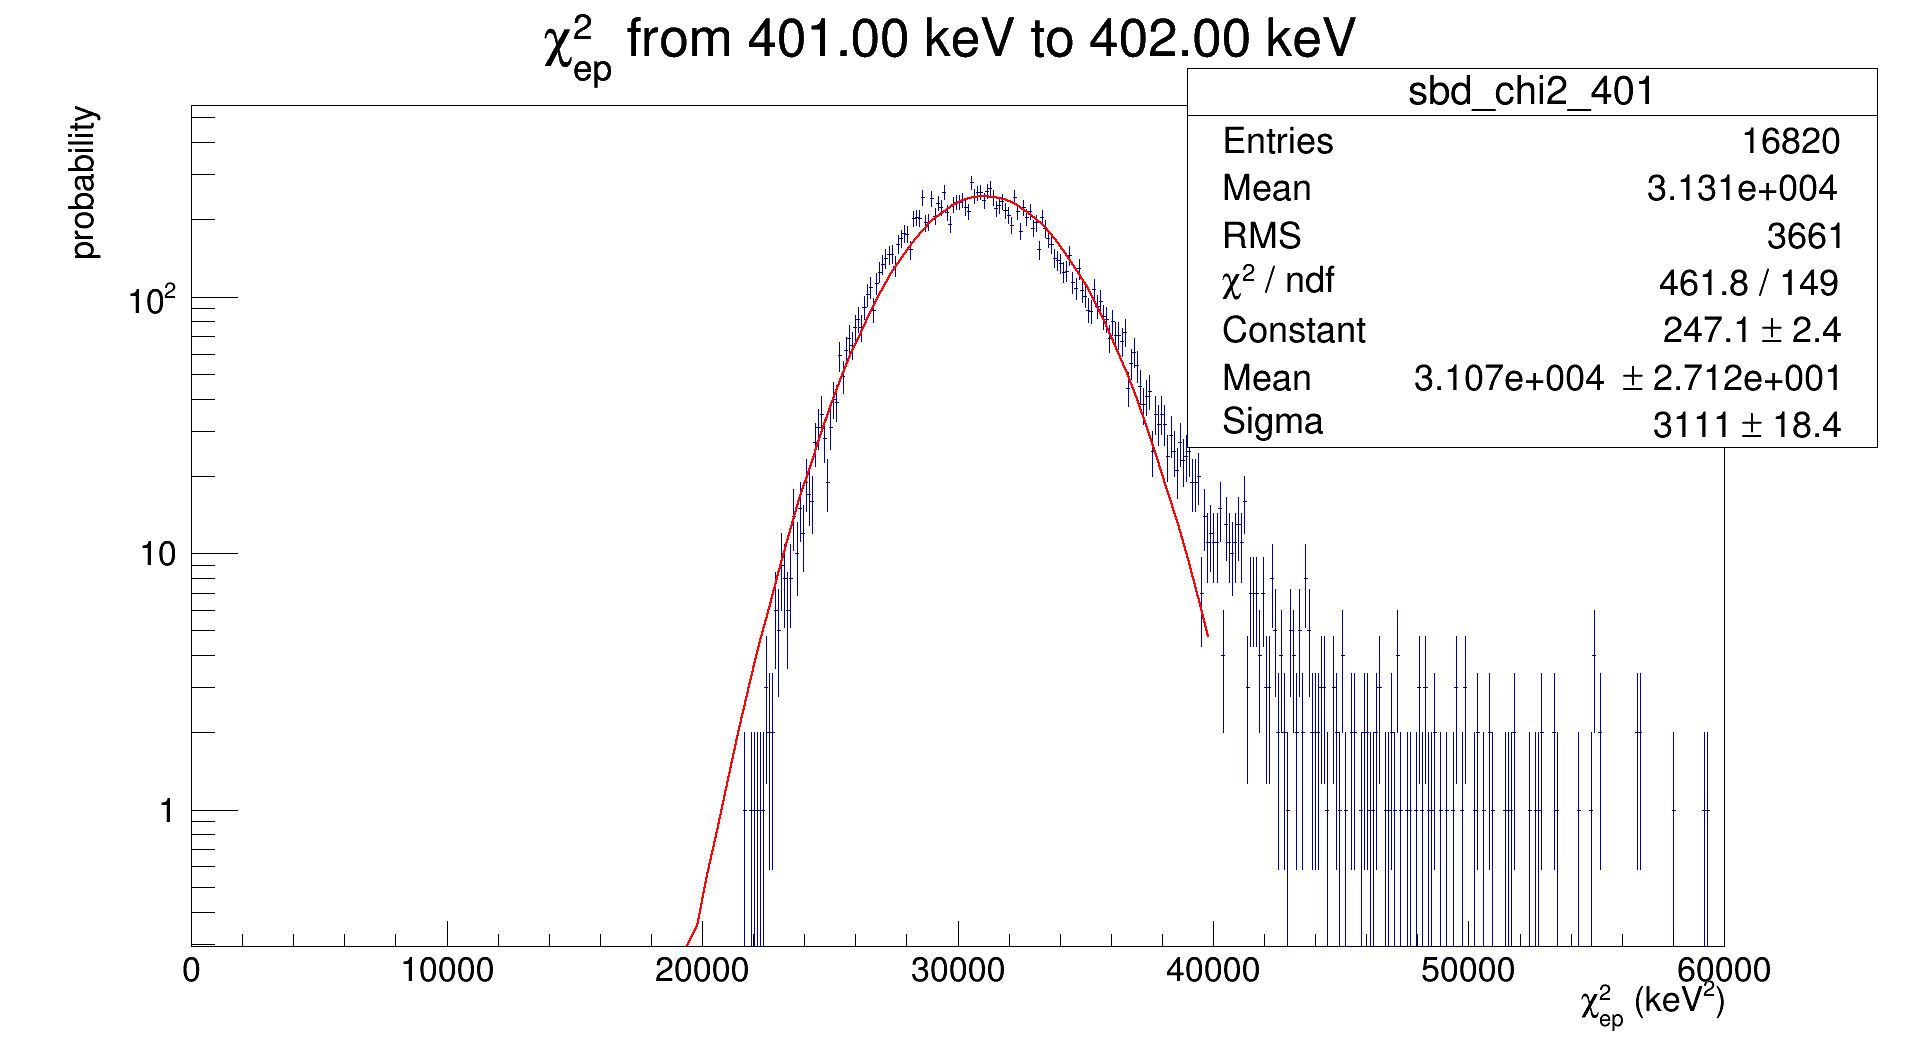 χ²ep from 401.00 keV to 402.00 keV
sbd_chi2_401
Entries 16820
Mean 3.131e+004
RMS 3661
χ² / ndf 461.8 / 149
Constant 247.1 ± 2.4
Mean 3.107e+004 ± 2.712e+001
Sigma 3111 ± 18.4
probability
10²
10
1
0 10000 20000 30000 40000 50000 60000
χ²ep (keV²)